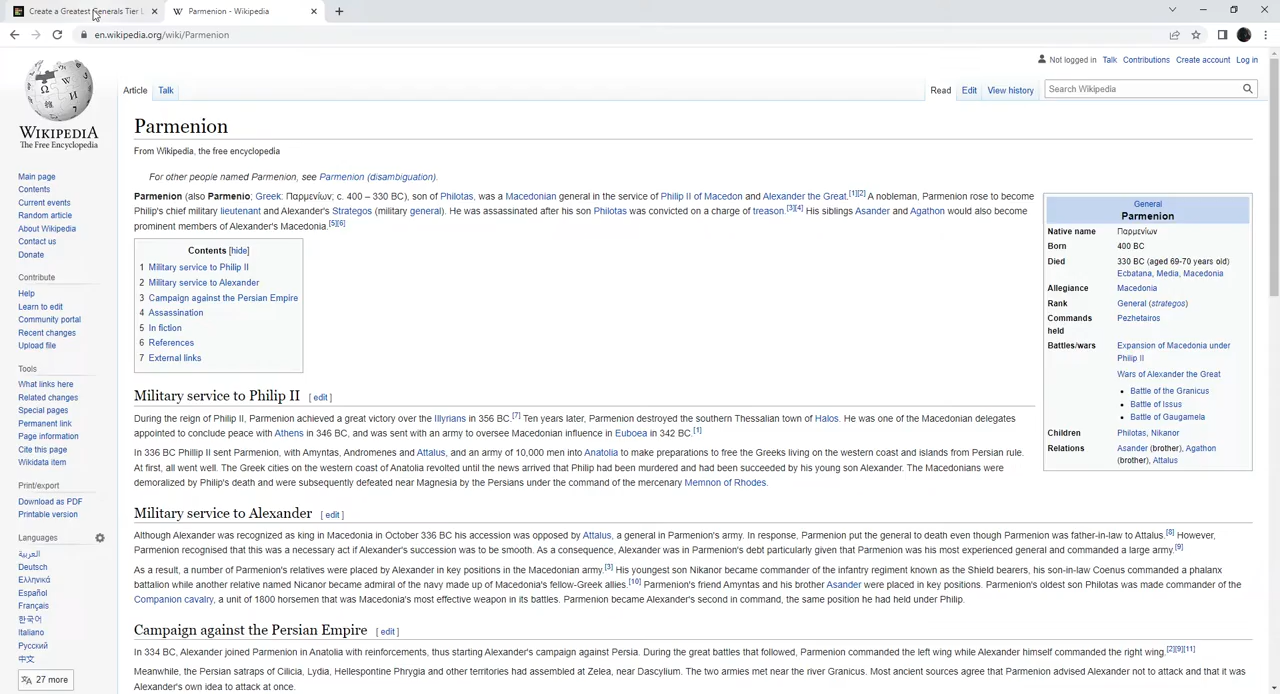 Create a Greatest Generals Tier L
Parmenion - Wikipedia
en.wikipedia.org/wiki/Parmenion
Not logged in Talk Contributions Create account Log in
Article Talk
Read Edit View history
Search Wikipedia
WIKIPEDIA
The Free Encyclopedia
Main page
Contents
Current events
Random article
About Wikipedia
Contact us
Donate
Contribute
Help
Learn to edit
Community portal
Recent changes
Upload file
Tools
What links here
Related changes
Special pages
Permanent link
Page information
Cite this page
Wikidata item
Print/export
Download as PDF
Printable version
Languages
العربية
Deutsch
Ελληνικά
Español
Français
한국어
Italiano
Русский
中文
27 more
Parmenion
From Wikipedia, the free encyclopedia
For other people named Parmenion, see Parmenion (disambiguation).
Parmenion (also Parmenio; Greek: Παρμενίων; c. 400 – 330 BC), son of Philotas, was a Macedonian general in the service of Philip II of Macedon and Alexander the Great.[1][2] A nobleman, Parmenion rose to become
Philip's chief military lieutenant and Alexander's Strategos (military general). He was assassinated after his son Philotas was convicted on a charge of treason.[3][4] His siblings Asander and Agathon would also become
prominent members of Alexander's Macedonia.[5][6]
Contents [hide]
1 Military service to Philip II
2 Military service to Alexander
3 Campaign against the Persian Empire
4 Assassination
5 In fiction
6 References
7 External links
General
Parmenion
Native name Παρμενίων
Born 400 BC
Died 330 BC (aged 69-70 years old)
Ecbatana, Media, Macedonia
Allegiance Macedonia
Rank General (strategos)
Commands held Pezhetairos
Battles/wars Expansion of Macedonia under
Philip II
Wars of Alexander the Great
Battle of the Granicus
Battle of Issus
Battle of Gaugamela
Children Philotas, Nikanor
Relations Asander (brother), Agathon
(brother), Attalus
Military service to Philip II [ edit ]
During the reign of Philip II, Parmenion achieved a great victory over the Illyrians in 356 BC.[7] Ten years later, Parmenion destroyed the southern Thessalian town of Halos. He was one of the Macedonian delegates
appointed to conclude peace with Athens in 346 BC, and was sent with an army to oversee Macedonian influence in Euboea in 342 BC.[1]
In 336 BC Phillip II sent Parmenion, with Amyntas, Andromenes and Attalus, and an army of 10,000 men into Anatolia to make preparations to free the Greeks living on the western coast and islands from Persian rule.
At first, all went well. The Greek cities on the western coast of Anatolia revolted until the news arrived that Philip had been murdered and had been succeeded by his young son Alexander. The Macedonians were
demoralized by Philip's death and were subsequently defeated near Magnesia by the Persians under the command of the mercenary Memnon of Rhodes.
Military service to Alexander [ edit ]
Although Alexander was recognized as king in Macedonia in October 336 BC his accession was opposed by Attalus, a general in Parmenion's army. In response, Parmenion put the general to death even though Parmenion was father-in-law to Attalus.[8] However,
Parmenion recognised that this was a necessary act if Alexander's succession was to be smooth. As a consequence, Alexander was in Parmenion's debt particularly given that Parmenion was his most experienced general and commanded a large army.[9]
As a result, a number of Parmenion's relatives were placed by Alexander in key positions in the Macedonian army.[3] His youngest son Nikanor became commander of the infantry regiment known as the Shield bearers, his son-in-law Coenus commanded a phalanx
battalion while another relative named Nicanor became admiral of the navy made up of Macedonia's fellow-Greek allies.[10] Parmenion's friend Amyntas and his brother Asander were placed in key positions. Parmenion's oldest son Philotas was made commander of the
Companion cavalry, a unit of 1800 horsemen that was Macedonia's most effective weapon in its battles. Parmenion became Alexander's second in command, the same position he had held under Philip.
Campaign against the Persian Empire [ edit ]
In 334 BC, Alexander joined Parmenion in Anatolia with reinforcements, thus starting Alexander's campaign against Persia. During the great battles that followed, Parmenion commanded the left wing while Alexander himself commanded the right wing.[2][9][11]
Meanwhile, the Persian satraps of Cilicia, Lydia, Hellespontine Phrygia and other territories had assembled at Zelea, near Dascylium. The two armies met near the river Granicus. Most ancient sources agree that Parmenion advised Alexander not to attack and that it was
Alexander's own idea to attack at once.